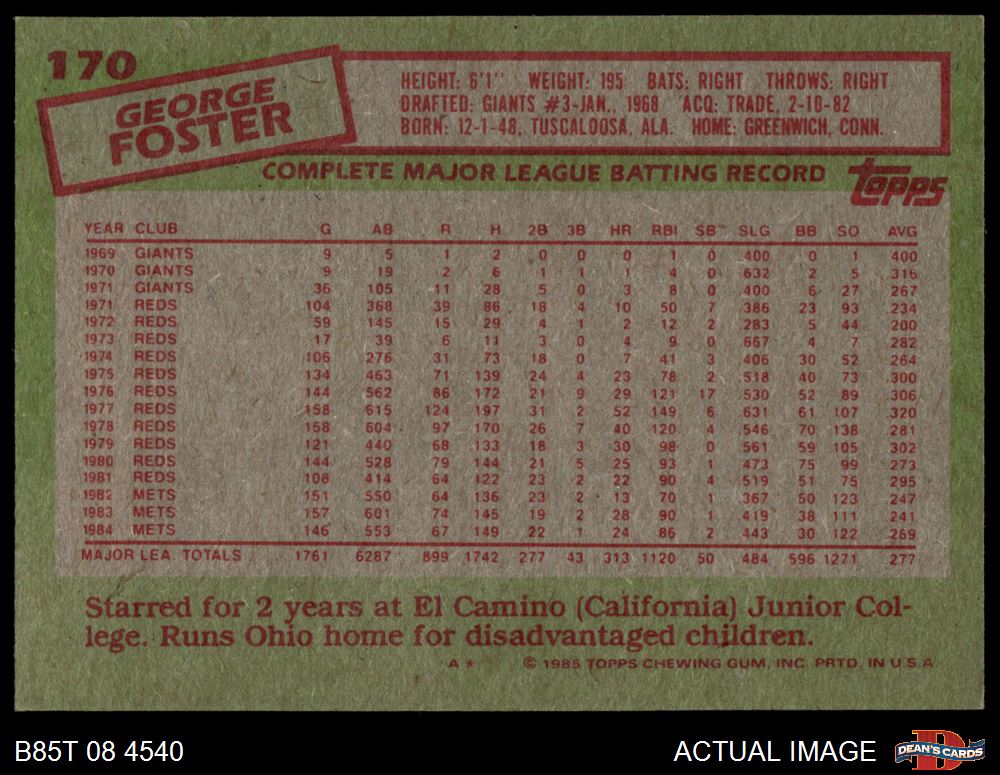 170
GEORGE
FOSTER
HEIGHT: 6'1" WEIGHT: 195 BATS: RIGHT THROWS: RIGHT
DRAFTED: GIANTS #3-JAN., 1968 ACQ: TRADE, 2-10-82
BORN: 12-1-48, TUSCALOOSA, ALA. HOME: GREENWICH, CONN.
COMPLETE MAJOR LEAGUE BATTING RECORD
Topps
YEAR CLUB G AB R H 2B 3B HR RBI SB SLG BB SO AVG
1969 GIANTS 9 5 1 2 0 0 0 1 0 .400 0 1 .400
1970 GIANTS 9 19 2 6 1 1 1 4 0 .632 2 5 .316
1971 GIANTS 36 105 11 28 5 0 3 8 0 .400 6 27 .267
1971 REDS 104 368 39 86 18 4 10 50 7 .386 23 93 .234
1972 REDS 59 145 15 29 4 1 2 12 2 .283 5 44 .200
1973 REDS 17 39 6 11 3 0 4 9 0 .667 4 7 .282
1974 REDS 106 276 31 73 18 0 7 41 3 .406 30 52 .264
1975 REDS 134 463 71 139 24 4 23 78 2 .518 40 73 .300
1976 REDS 144 562 86 172 21 9 29 121 17 .530 52 89 .306
1977 REDS 158 615 124 197 31 2 52 149 6 .631 61 107 .320
1978 REDS 158 604 97 170 26 7 40 120 4 .546 70 138 .281
1979 REDS 121 440 68 133 18 3 30 98 0 .561 59 105 .302
1980 REDS 144 528 79 144 21 5 25 93 1 .473 75 99 .273
1981 REDS 108 414 64 122 23 2 22 90 4 .519 51 75 .295
1982 METS 151 550 64 136 23 2 13 70 1 .367 50 123 .247
1983 METS 157 601 74 145 19 2 28 90 1 .419 38 111 .241
1984 METS 146 553 67 149 22 1 24 86 2 .443 30 122 .269
MAJOR LEA. TOTALS 1761 6287 899 1742 277 43 313 1120 50 .484 596 1271 .277
Starred for 2 years at El Camino (California) Junior Col-
lege. Runs Ohio home for disadvantaged children.
A * © 1985 TOPPS CHEWING GUM, INC. PRTD. IN U.S.A.
B85T 08 4540
ACTUAL IMAGE
DEAN'S CARDS